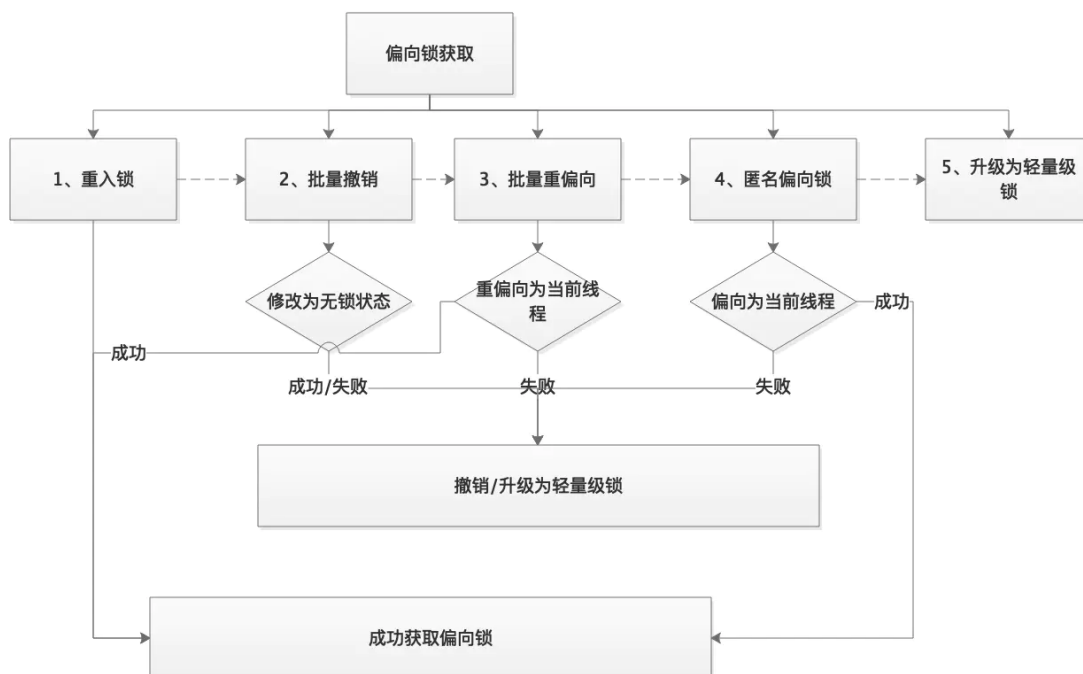 偏向锁获取
1、重入锁
2、批量撤销
3、批量重偏向
4、匿名偏向锁
5、升级为轻量级
锁
修改为无锁状态
重偏向为当前线
程
偏向为当前线程
成功
成功
成功/失败
失败
失败
撤销/升级为轻量级锁
成功获取偏向锁